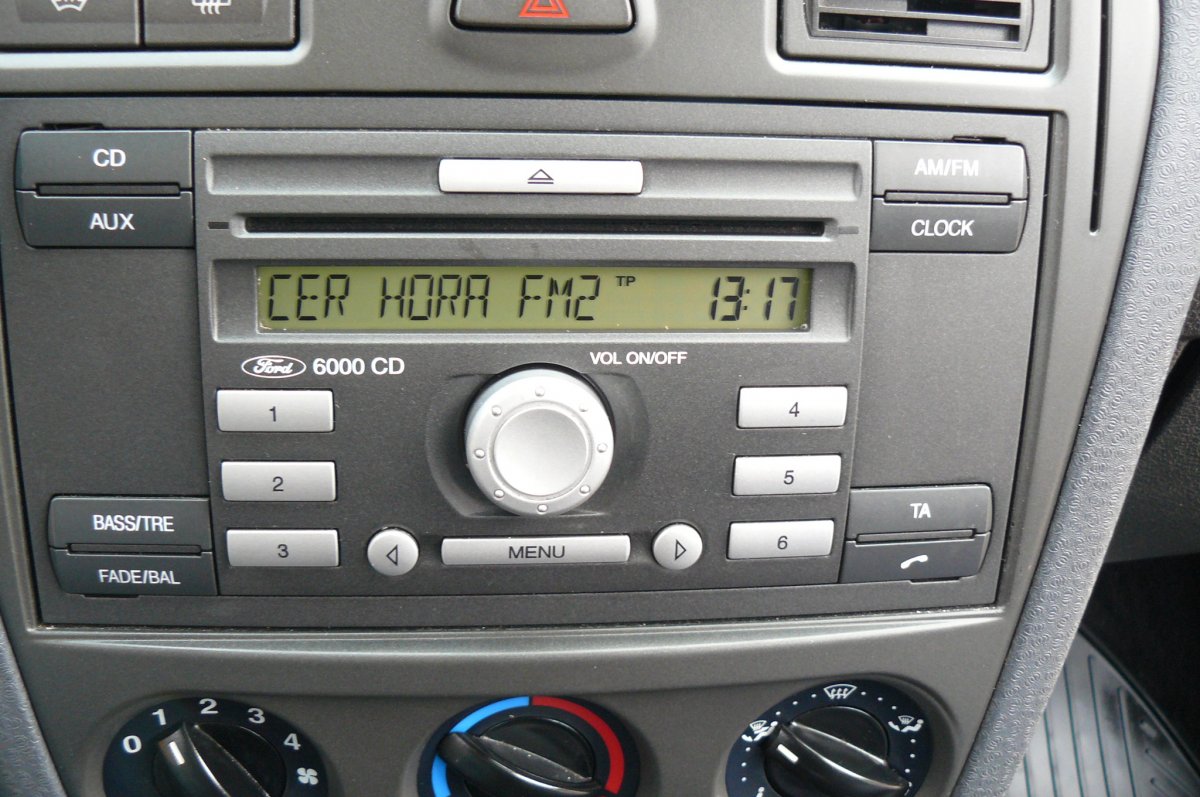 CD
AM/FM
AUX
CLOCK
CER HORA FM2 TP 13:17
Ford 6000 CD
VOL ON/OFF
1
4
2
5
3
MENU
6
BASS/TRE
TA
FADE/BAL
0 1 2 3 4